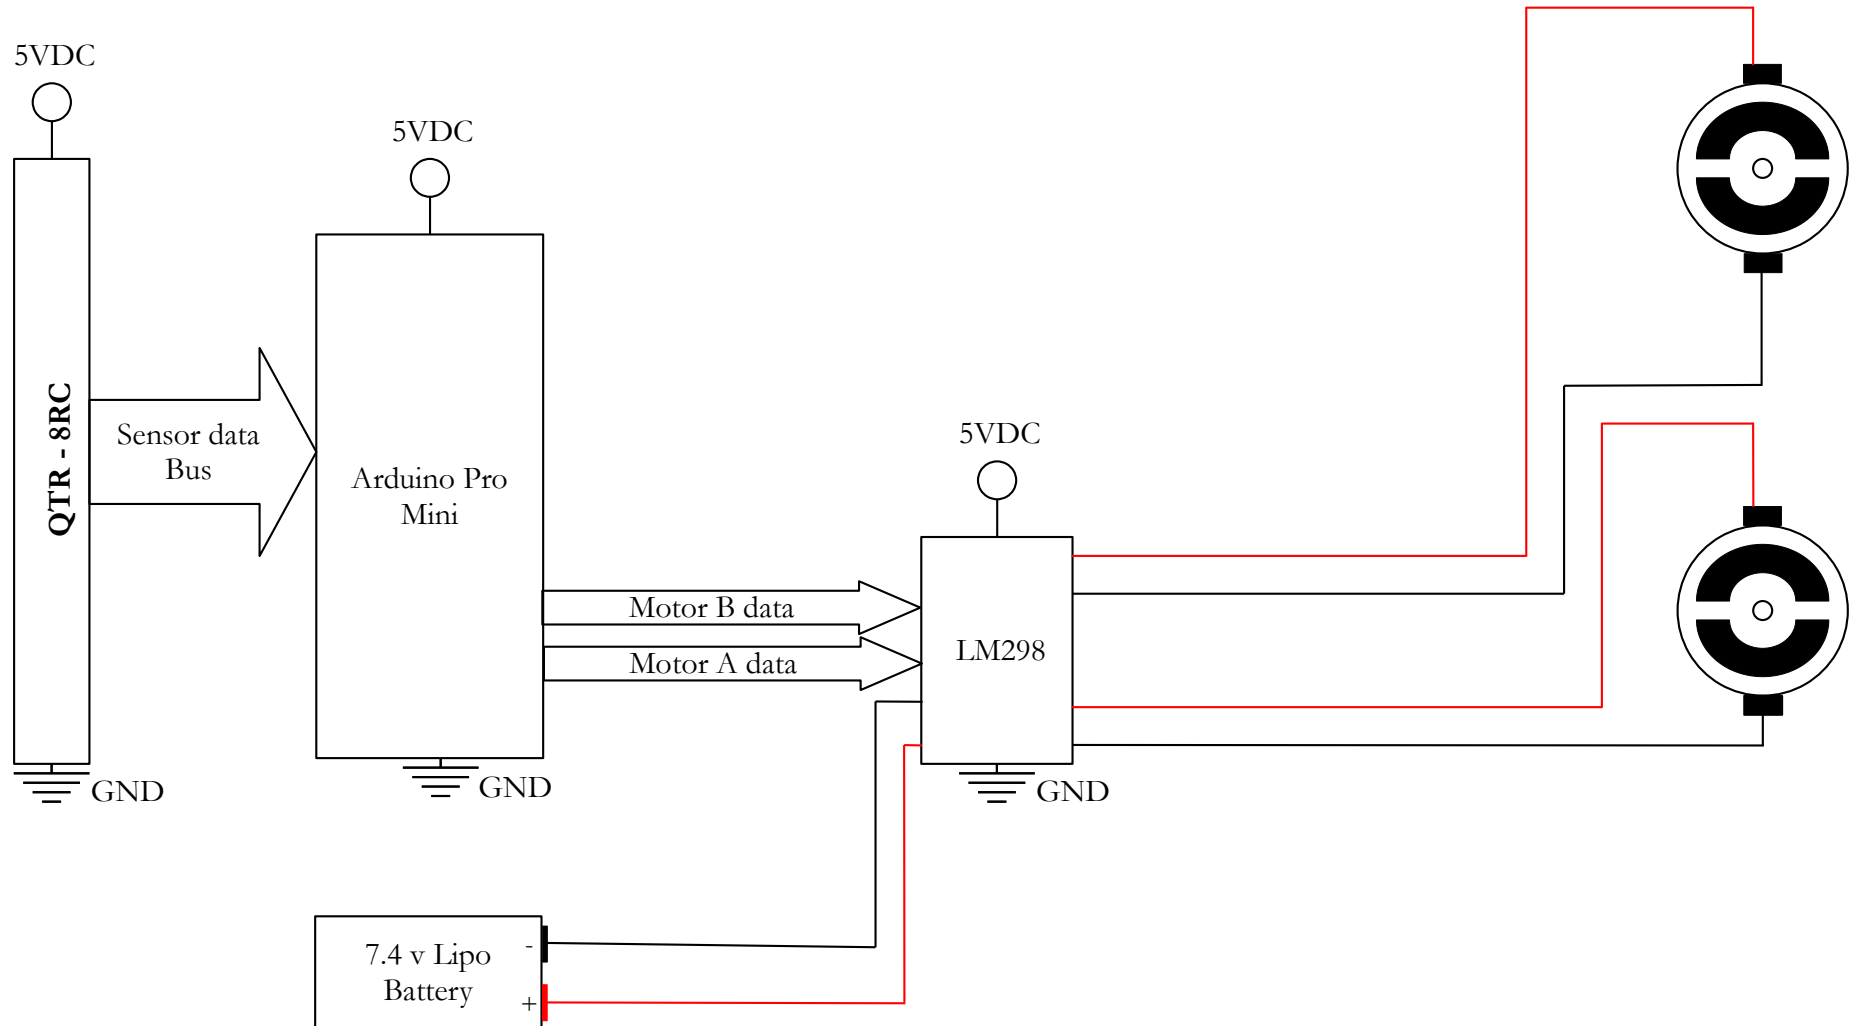 5VDC
5VDC
QTR - 8RC
Sensor data
Bus
Arduino Pro
Mini
5VDC
Motor B data
Motor A data
LM298
GND
GND
GND
7.4 v Lipo
Battery
-
+